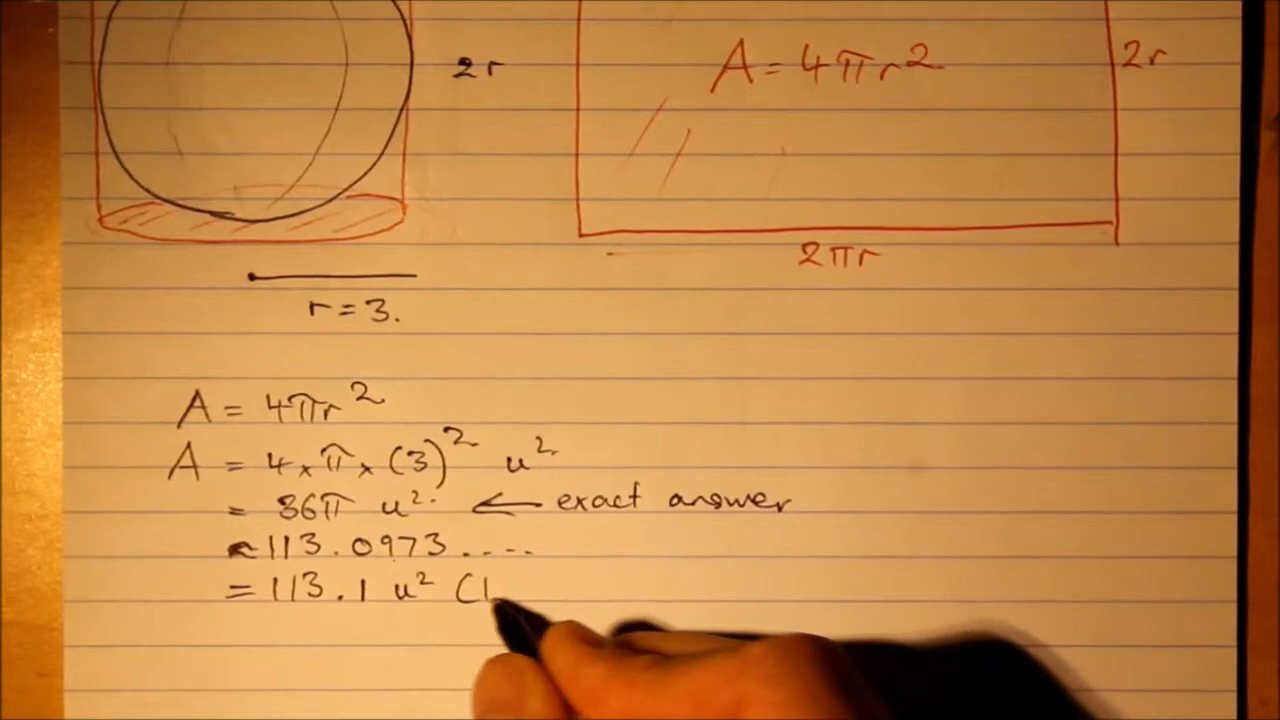 2r
A = 4πr²
2r
2πr
r = 3.
A = 4πr²
A = 4 × π × (3)² u²
= 36π u². ← exact answer
= 113.0973....
= 113.1 u² (1